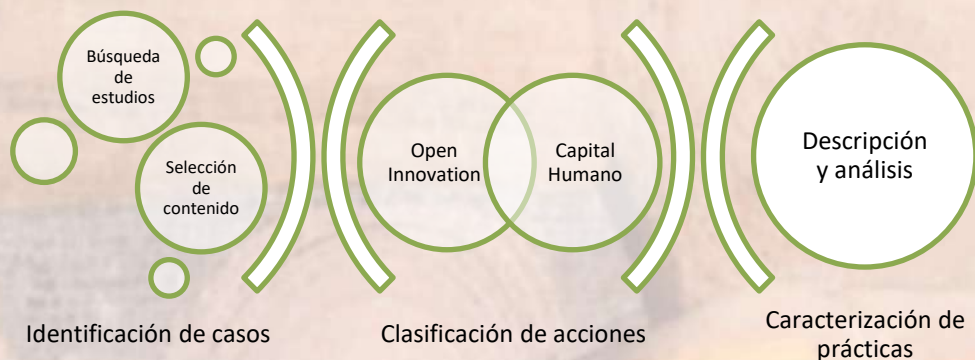 Búsqueda
de
estudios
Selección
de
contenido
Identificación de casos
Open
Innovation
Capital
Humano
Clasificación de acciones
Descripción
y análisis
Caracterización de
prácticas